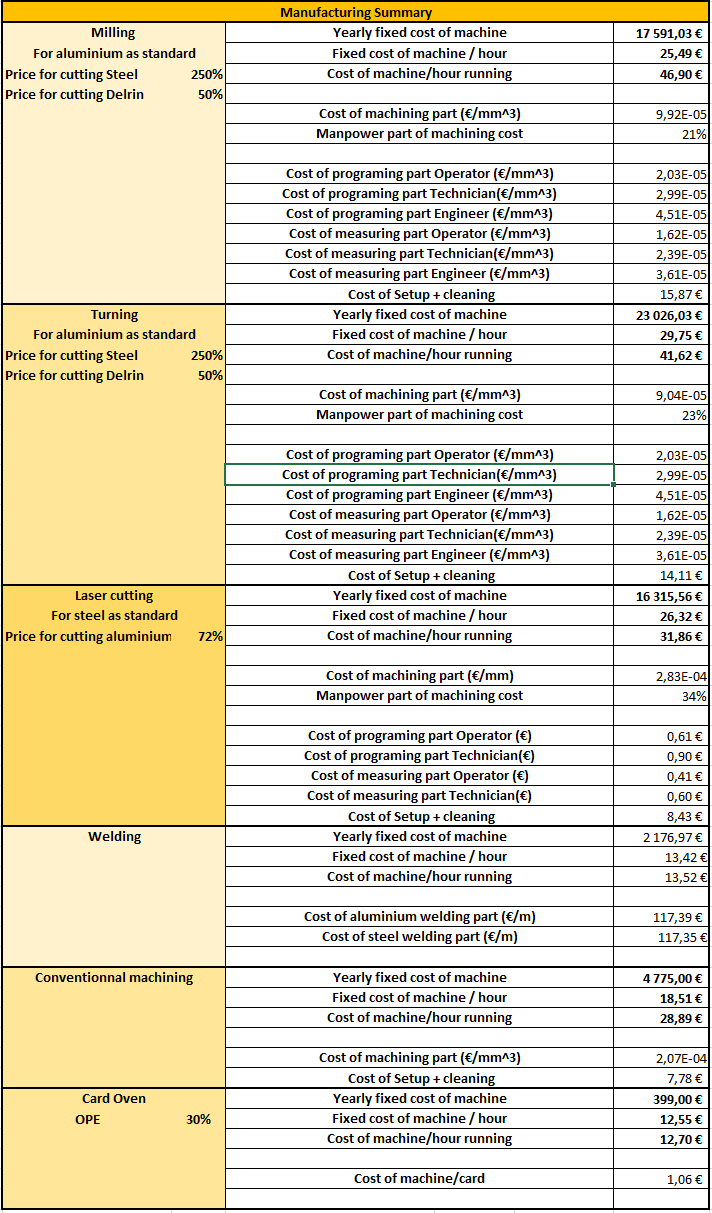 Manufacturing Summary
Milling Yearly fixed cost of machine 17 591,03 €
For aluminium as standard Fixed cost of machine / hour 25,49 €
Price for cutting Steel 250% Cost of machine/hour running 46,90 €
Price for cutting Delrin 50%
Cost of machining part (€/mm^3) 9,92E-05
Manpower part of machining cost 21%
Cost of programing part Operator (€/mm^3) 2,03E-05
Cost of programing part Technician(€/mm^3) 2,99E-05
Cost of programing part Engineer (€/mm^3) 4,51E-05
Cost of measuring part Operator (€/mm^3) 1,62E-05
Cost of measuring part Technician(€/mm^3) 2,39E-05
Cost of measuring part Engineer (€/mm^3) 3,61E-05
Cost of Setup + cleaning 15,87 €
Turning Yearly fixed cost of machine 23 026,03 €
For aluminium as standard Fixed cost of machine / hour 29,75 €
Price for cutting Steel 250% Cost of machine/hour running 41,62 €
Price for cutting Delrin 50%
Cost of machining part (€/mm^3) 9,04E-05
Manpower part of machining cost 23%
Cost of programing part Operator (€/mm^3) 2,03E-05
Cost of programing part Technician(€/mm^3) 2,99E-05
Cost of programing part Engineer (€/mm^3) 4,51E-05
Cost of measuring part Operator (€/mm^3) 1,62E-05
Cost of measuring part Technician(€/mm^3) 2,39E-05
Cost of measuring part Engineer (€/mm^3) 3,61E-05
Cost of Setup + cleaning 14,11 €
Laser cutting Yearly fixed cost of machine 16 315,56 €
For steel as standard Fixed cost of machine / hour 26,32 €
Price for cutting aluminium 72% Cost of machine/hour running 31,86 €
Cost of machining part (€/mm) 2,83E-04
Manpower part of machining cost 34%
Cost of programing part Operator (€) 0,61 €
Cost of programing part Technician(€) 0,90 €
Cost of measuring part Operator (€) 0,41 €
Cost of measuring part Technician(€) 0,60 €
Cost of Setup + cleaning 8,43 €
Welding Yearly fixed cost of machine 2 176,97 €
Fixed cost of machine / hour 13,42 €
Cost of machine/hour running 13,52 €
Cost of aluminium welding part (€/m) 117,39 €
Cost of steel welding part (€/m) 117,35 €
Conventionnal machining Yearly fixed cost of machine 4 775,00 €
Fixed cost of machine / hour 18,51 €
Cost of machine/hour running 28,89 €
Cost of machining part (€/mm^3) 2,07E-04
Cost of Setup + cleaning 7,78 €
Card Oven Yearly fixed cost of machine 399,00 €
OPE 30% Fixed cost of machine / hour 12,55 €
Cost of machine/hour running 12,70 €
Cost of machine/card 1,06 €